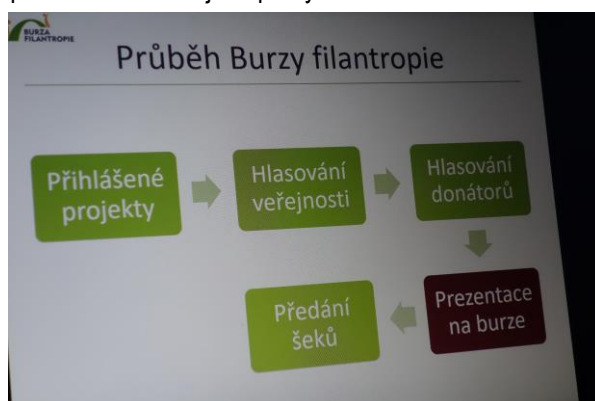 BURZA
FILANTROPIE
Průběh Burzy filantropie
Přihlášené
projekty
Hlasování
veřejnosti
Hlasování
donátorů
Prezentace
na burze
Předání
šeků